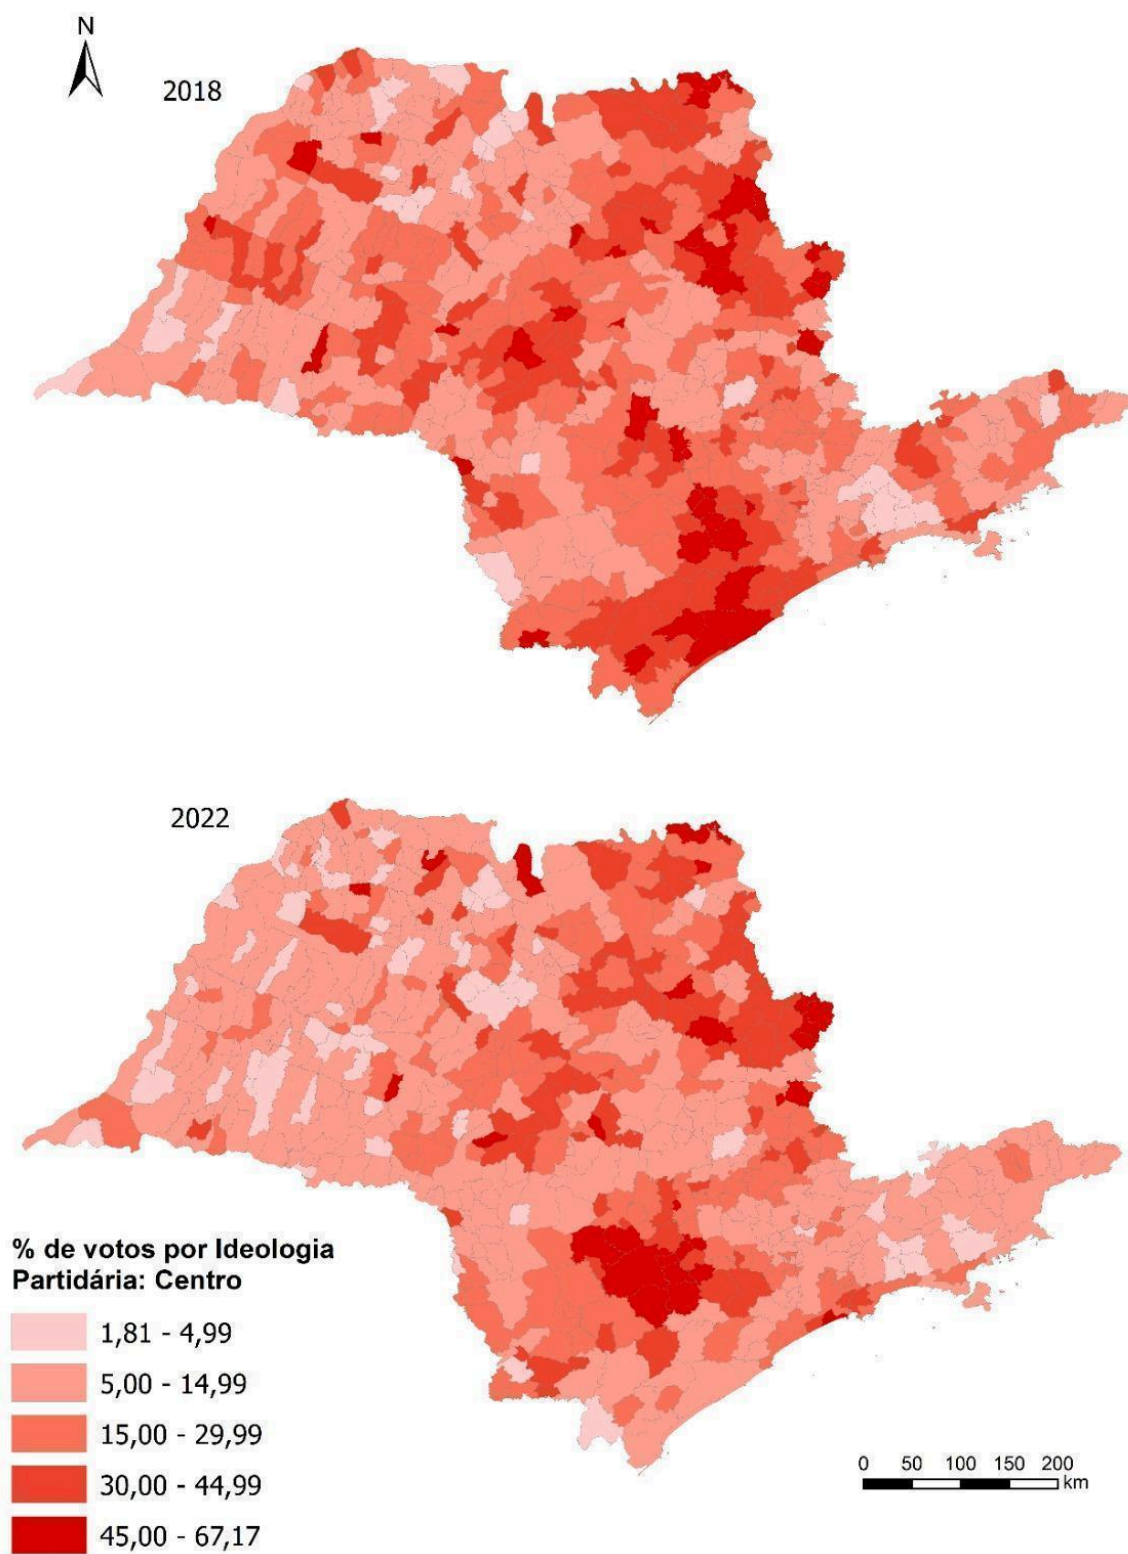 N
2018
2022
% de votos por Ideologia
Partidária: Centro
1,81 - 4,99
5,00 - 14,99
15,00 - 29,99
30,00 - 44,99
45,00 - 67,17
0 50 100 150 200
km